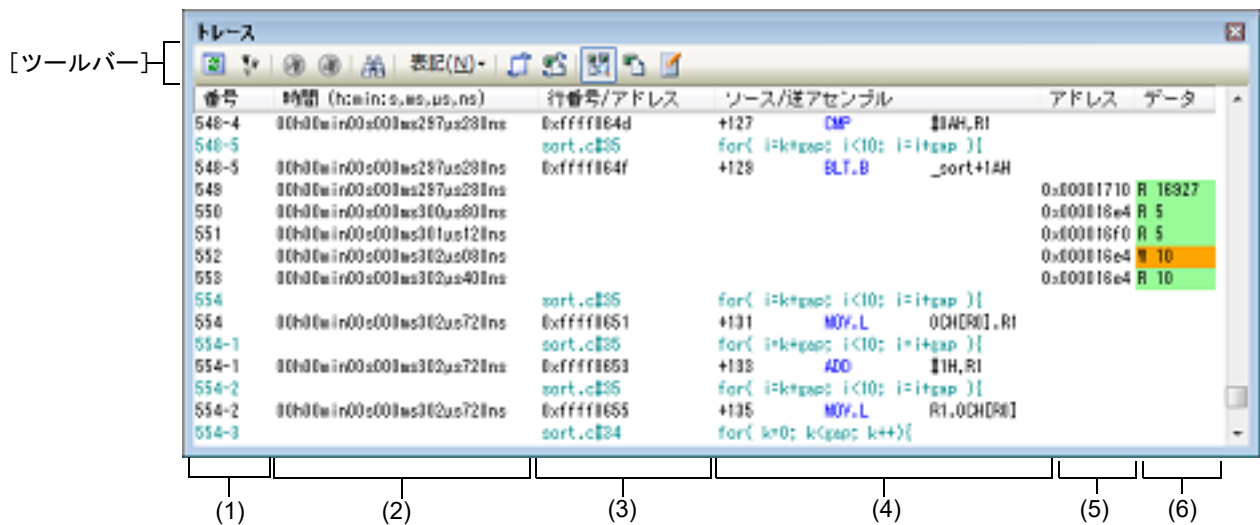 トレース
[ツールバー]
表記(N)
番号 時間 (h:min:s,ms,μs,ns) 行番号/アドレス ソース/逆アセンブル アドレス データ
548-4 00h00min00s000ms297μs280ns 0xffff864d +127 CMP #0AH,R1
548-5 sort.c#35 for( i=k+gap; i<10; i=i+gap ){
548-5 00h00min00s000ms297μs280ns 0xffff864f +129 BLT.B _sort+1AH
549 00h00min00s000ms297μs280ns 0x00001710 R 16927
550 00h00min00s000ms300μs800ns 0x000016e4 R 5
551 00h00min00s000ms301μs120ns 0x000016f0 R 5
552 00h00min00s000ms302μs080ns 0x000016e4 W 10
553 00h00min00s000ms302μs400ns 0x000016e4 R 10
554 sort.c#35 for( i=k+gap; i<10; i=i+gap ){
554 00h00min00s000ms302μs720ns 0xffff8651 +131 MOV.L 0CH[R0],R1
554-1 sort.c#35 for( i=k+gap; i<10; i=i+gap ){
554-1 00h00min00s000ms302μs720ns 0xffff8653 +133 ADD #1H,R1
554-2 sort.c#35 for( i=k+gap; i<10; i=i+gap ){
554-2 00h00min00s000ms302μs720ns 0xffff8655 +135 MOV.L R1,0CH[R0]
554-3 sort.c#34 for( k=0; k<gap; k++){
(1) (2) (3) (4) (5) (6)